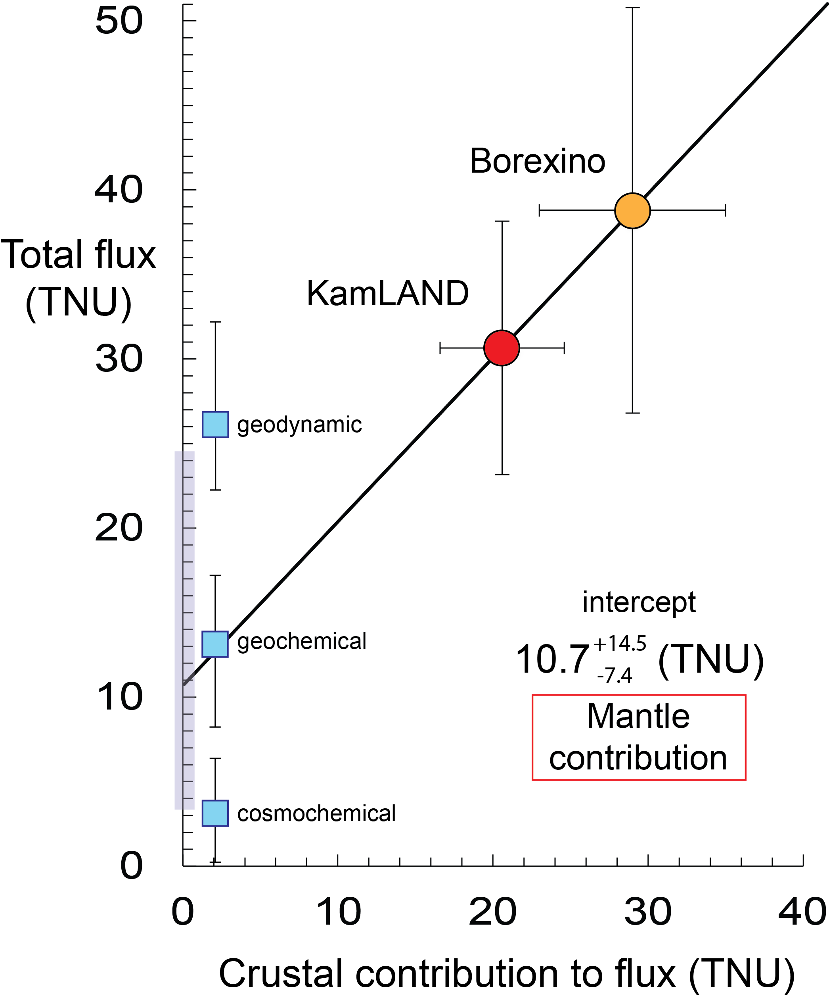 50
40
Total flux
(TNU)
30
20
10
0
Borexino
KamLAND
geodynamic
geochemical
cosmochemical
intercept
10.7 +14.5 -7.4 (TNU)
Mantle
contribution
0 10 20 30 40
Crustal contribution to flux (TNU)